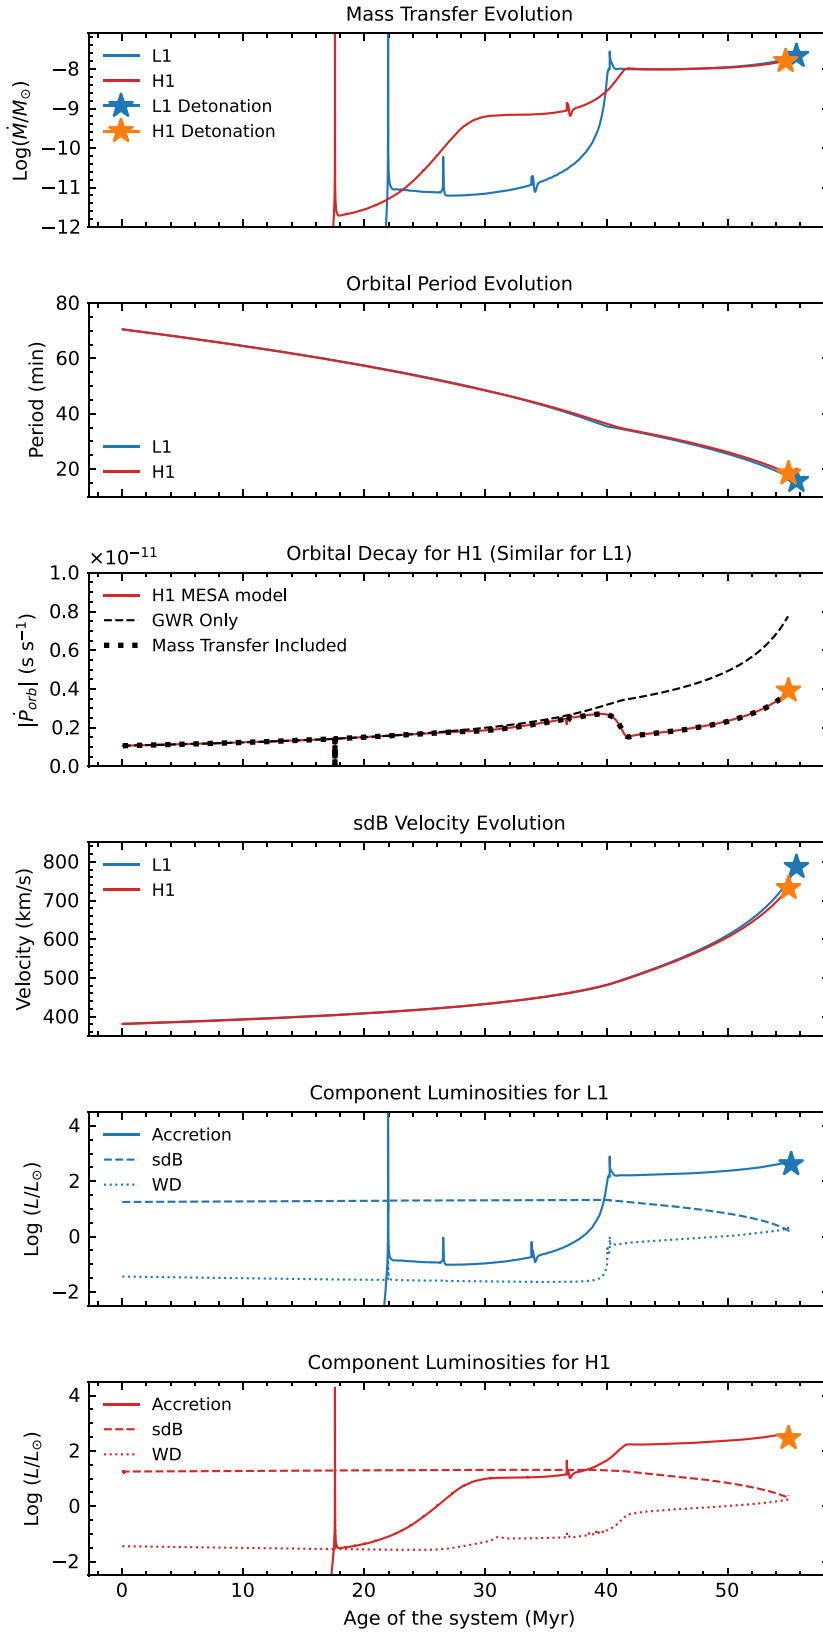 Mass Transfer Evolution
Log(Ṁ/M⊙)
−8
−9
−10
−11
−12
L1
H1
L1 Detonation
H1 Detonation
Orbital Period Evolution
Period (min)
80
60
40
20
L1
H1
Orbital Decay for H1 (Similar for L1)
×10⁻¹¹
|Ṗorb| (s s⁻¹)
1.0
0.8
0.6
0.4
0.2
0.0
H1 MESA model
GWR Only
Mass Transfer Included
sdB Velocity Evolution
Velocity (km/s)
800
700
600
500
400
L1
H1
Component Luminosities for L1
Log (L/L⊙)
4
2
0
−2
Accretion
sdB
WD
Component Luminosities for H1
Log (L/L⊙)
4
2
0
−2
Accretion
sdB
WD
0 10 20 30 40 50
Age of the system (Myr)